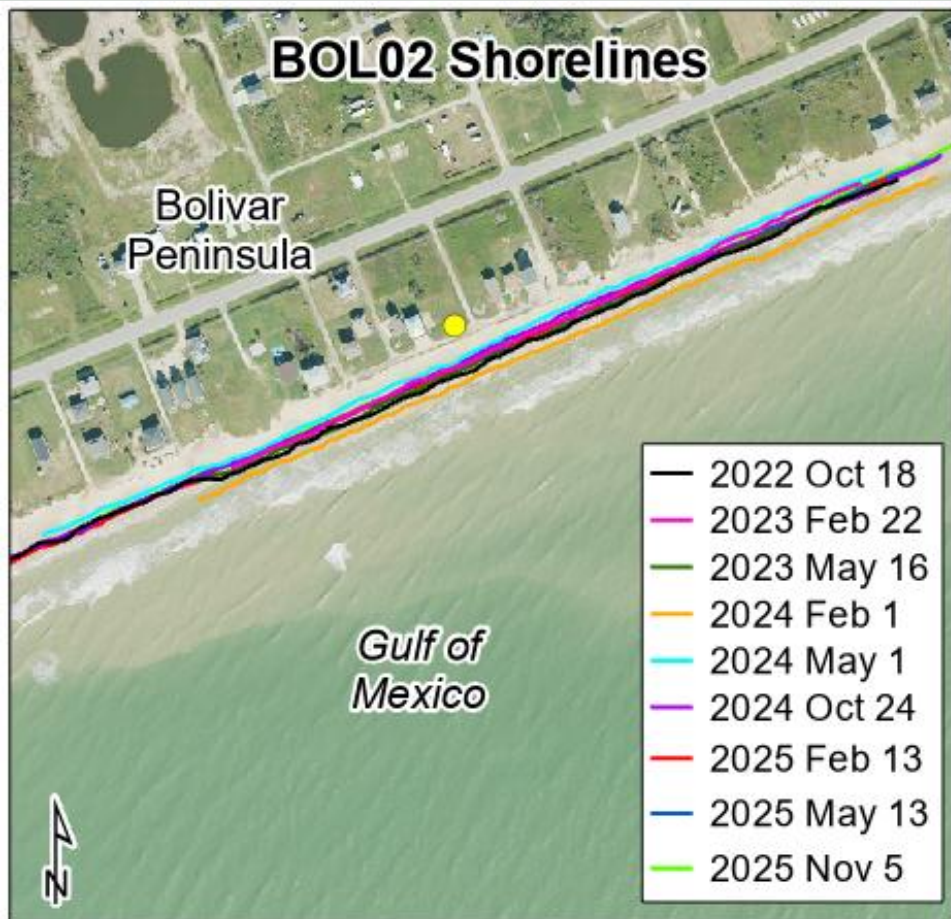 BOL02 Shorelines
Bolivar
Peninsula
2022 Oct 18
2023 Feb 22
2023 May 16
2024 Feb 1
2024 May 1
2024 Oct 24
2025 Feb 13
2025 May 13
2025 Nov 5
Gulf of
Mexico
N